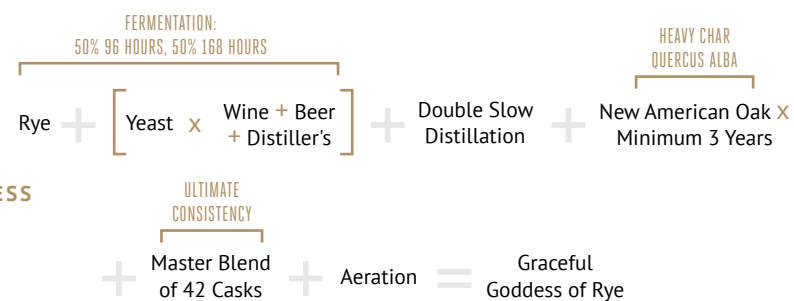 FERMENTATION:
50% 96 HOURS, 50% 168 HOURS
HEAVY CHAR
QUERCUS ALBA
Rye + [ Yeast x Wine + Beer
+ Distiller's ] + Double Slow
Distillation + New American Oak x
Minimum 3 Years
ESS
ULTIMATE
CONSISTENCY
+ Master Blend
of 42 Casks + Aeration = Graceful
Goddess of Rye